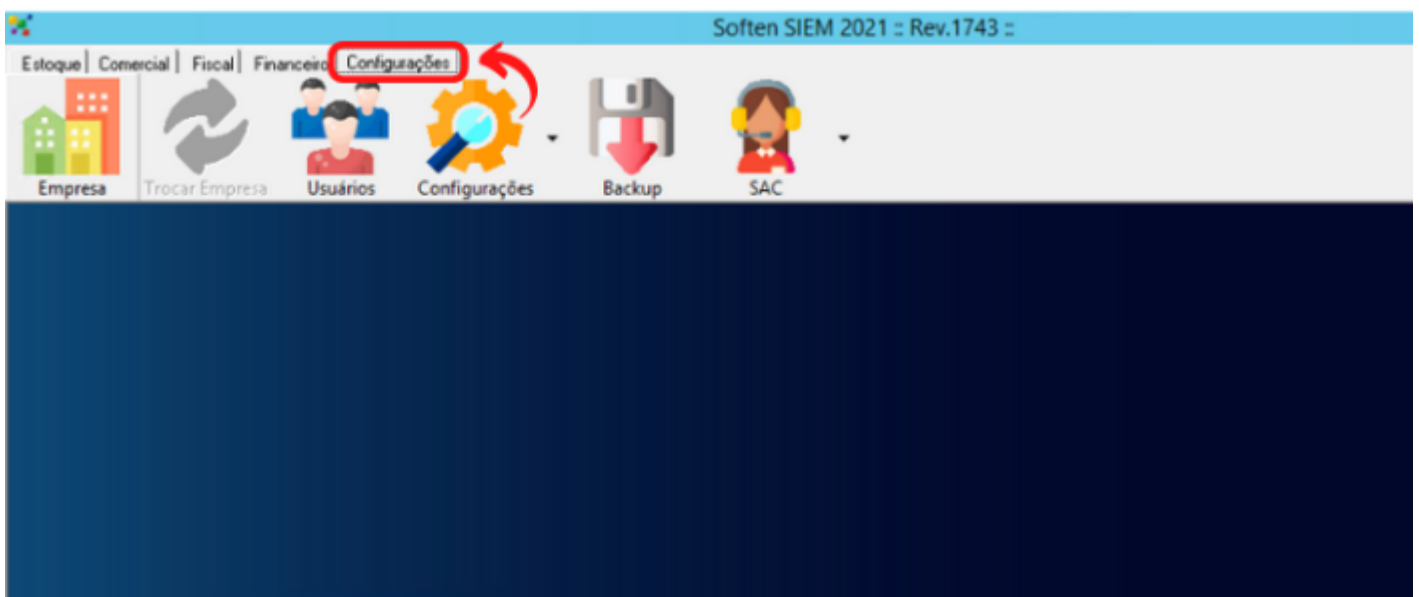 Soften SIEM 2021 :: Rev.1743 ::
Estoque Comercial Fiscal Financeiro Configurações
Empresa Trocar Empresa Usuários Configurações Backup SAC